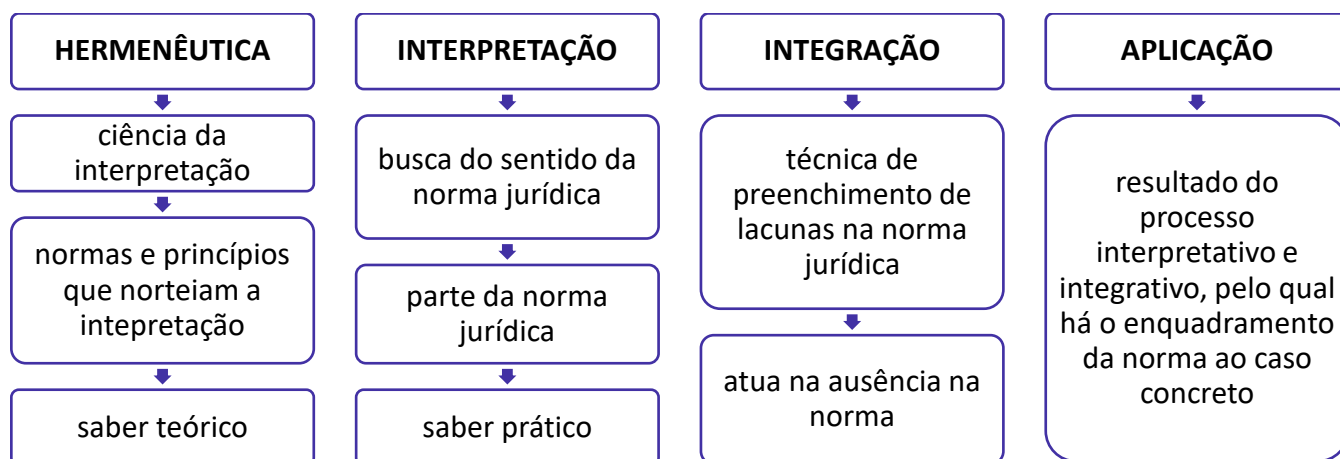 HERMENÊUTICA
ciência da
interpretação
normas e princípios
que norteiam a
intepretação
saber teórico
INTERPRETAÇÃO
busca do sentido da
norma jurídica
parte da norma
jurídica
saber prático
INTEGRAÇÃO
técnica de
preenchimento de
lacunas na norma
jurídica
atua na ausência na
norma
APLICAÇÃO
resultado do
processo
interpretativo e
integrativo, pelo qual
há o enquadramento
da norma ao caso
concreto